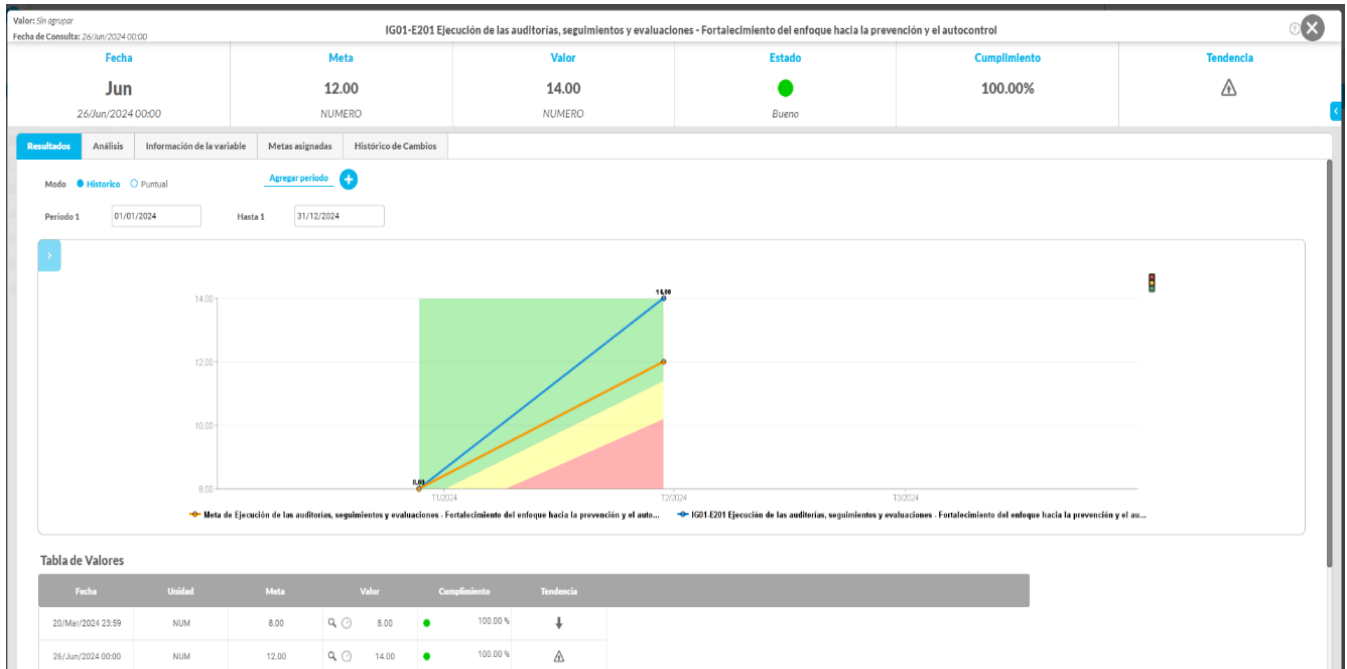 Valor: Sin agrupar
Fecha de Consulta: 26/Jun/2024 00:00
IG01-E201 Ejecución de las auditorías, seguimientos y evaluaciones - Fortalecimiento del enfoque hacia la prevención y el autocontrol
Fecha Meta Valor Estado Cumplimiento Tendencia
Jun 12.00 14.00 100.00%
26/Jun/2024 00:00 NUMERO NUMERO Bueno
Resultados Análisis Información de la variable Metas asignadas Histórico de Cambios
Modo Historico Puntual Agregar periodo
Periodo 1 01/01/2024 Hasta 1 31/12/2024
14.00
14.00
12.00
10.00
8.00
8.00
T1/2024 T2/2024 T3/2024
Meta de Ejecución de las auditorias, seguimientos y evaluaciones - Fortalecimiento del enfoque hacia la prevención y el auto... IG01-E201 Ejecución de las auditorías, seguimientos y evaluaciones - Fortalecimiento del enfoque hacia la prevención y el au...
Tabla de Valores
Fecha Unidad Meta Valor Cumplimiento Tendencia
20/Mar/2024 23:59 NUM 8.00 8.00 100.00 %
26/Jun/2024 00:00 NUM 12.00 14.00 100.00 %